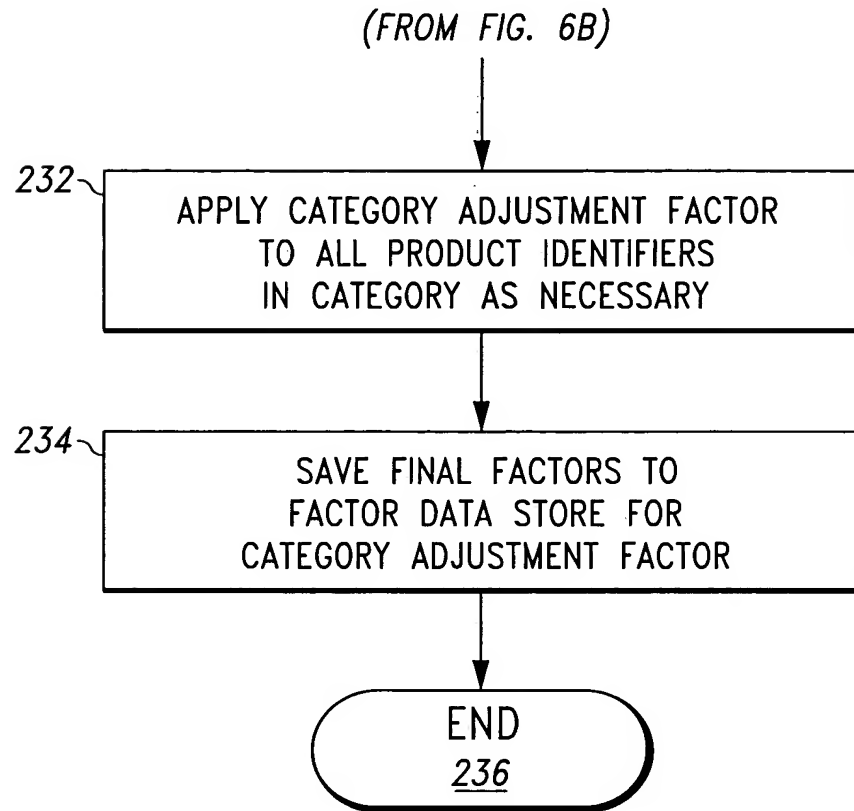 (FROM FIG. 6B)
232
APPLY CATEGORY ADJUSTMENT FACTOR
TO ALL PRODUCT IDENTIFIERS
IN CATEGORY AS NECESSARY
234
SAVE FINAL FACTORS TO
FACTOR DATA STORE FOR
CATEGORY ADJUSTMENT FACTOR
END
236